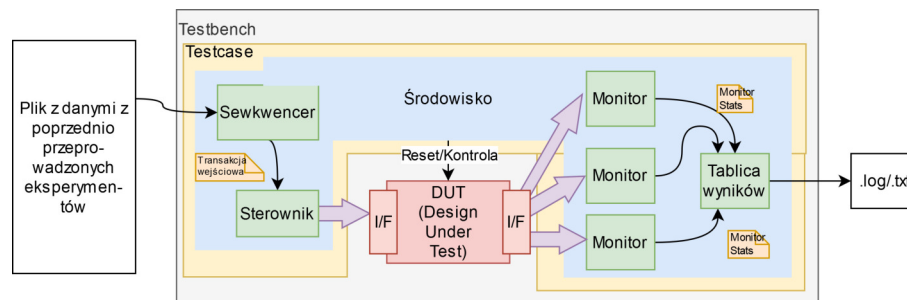 Testbench
Testcase
Plik z danymi z
poprzednio
przepro-
wadzonych
eksperymen-
tów
Sewkwencer
Transakcja
wejściowa
Sterownik
Środowisko
Reset/Kontrola
I/F
DUT
(Design
Under
Test)
I/F
Monitor
Monitor
Monitor
Monitor
Stats
Tablica
wyników
Monitor
Stats
.log/.txt